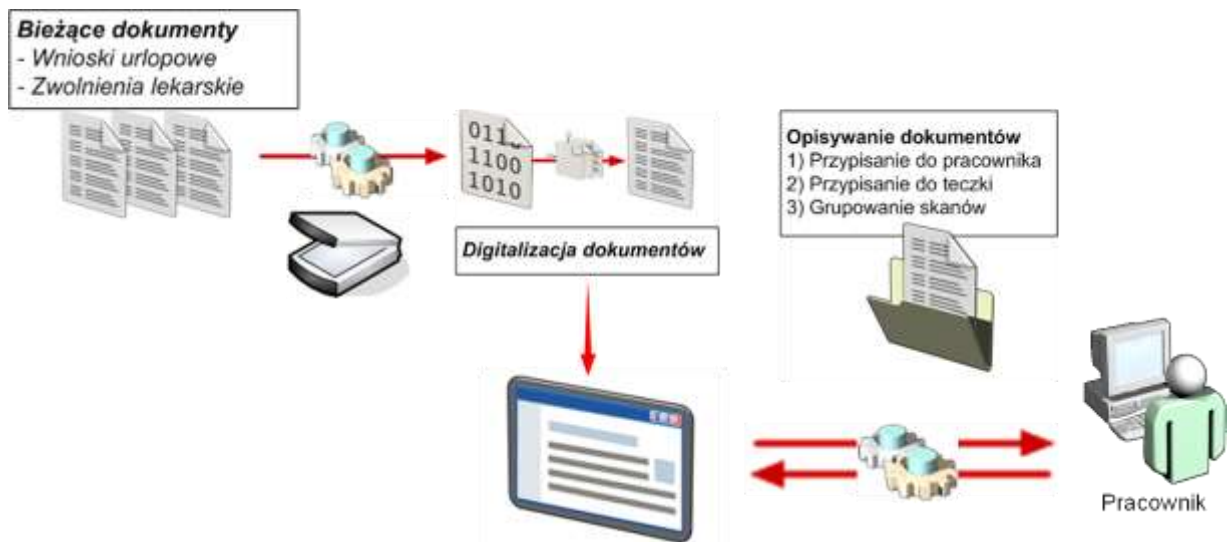 Bieżące dokumenty
- Wnioski urlopowe
- Zwolnienia lekarskie
011
1100
1010
Digitalizacja dokumentów
Opisywanie dokumentów
1) Przypisanie do pracownika
2) Przypisanie do teczki
3) Grupowanie skanów
Pracownik